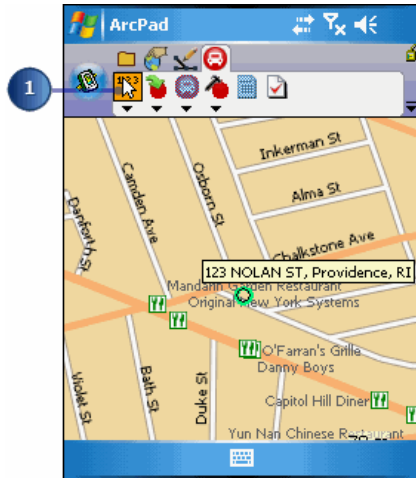 ArcPad
1
123
Inkerman St
Camden Ave
Osborn St
Alma St
Danforth St
Chalkstone Ave
123 NOLAN ST, Providence, RI
Mandarin Garden Restaurant
Original New York Systems
O'Farran's Grille
Danny Boys
Violet St
Bath St
Duke St
Capitol Hill Diner
Yun Nan Chinese Restaurant